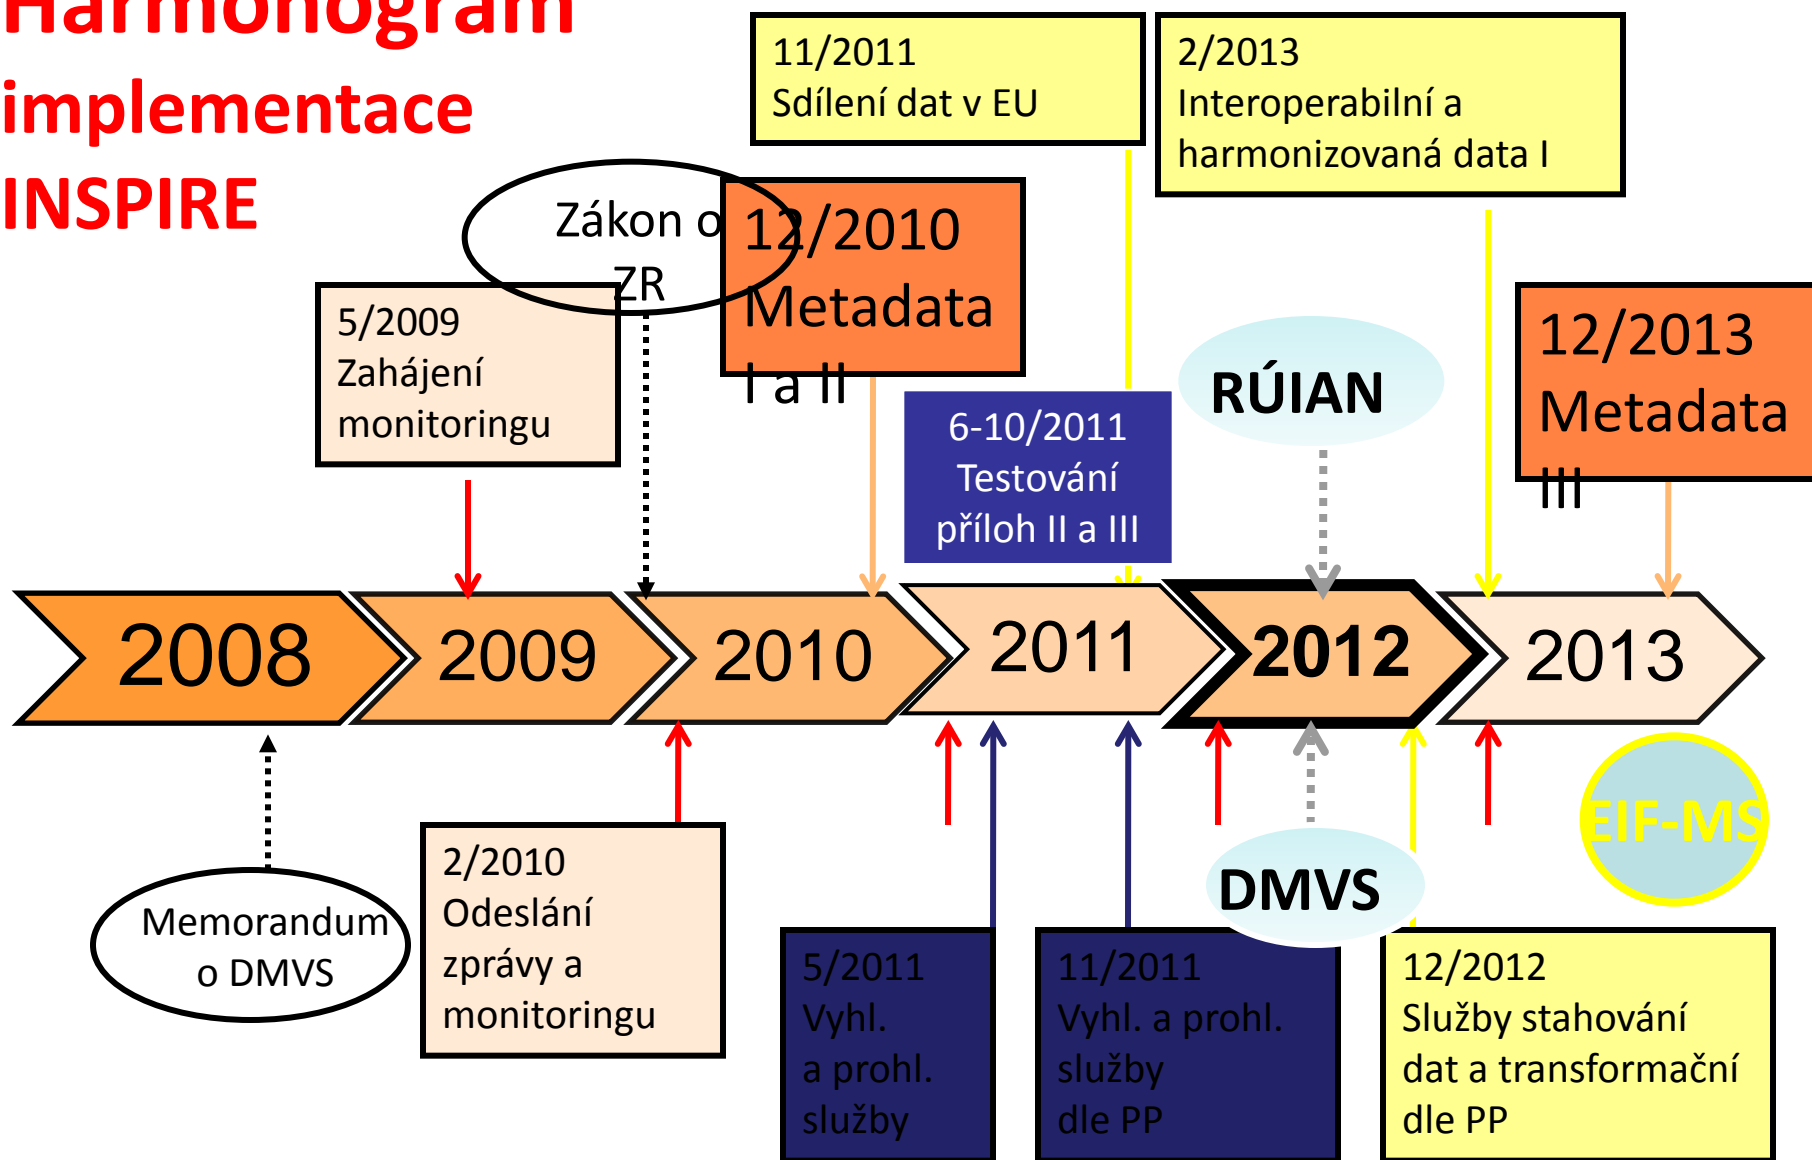 Harmonogram
implementace
INSPIRE
11/2011
Sdílení dat v EU
2/2013
Interoperabilní a
harmonizovaná data I
Zákon o
ZR
12/2010
Metadata
I a II
5/2009
Zahájení
monitoringu
6-10/2011
Testování
příloh II a III
RÚIAN
12/2013
Metadata
III
2008
2009
2010
2011
2012
2013
Memorandum
o DMVS
2/2010
Odeslání
zprávy a
monitoringu
5/2011
Vyhl.
a prohl.
služby
11/2011
Vyhl. a prohl.
služby
dle PP
DMVS
12/2012
Služby stahování
dat a transformační
dle PP
EIF-MS